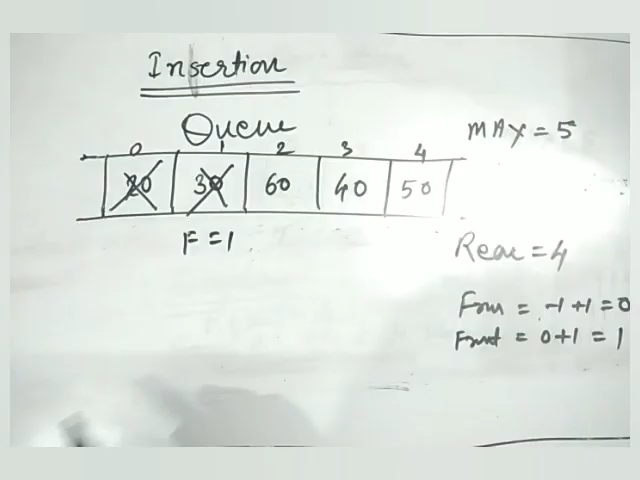 Insertion
Queue
MAX = 5
0 1 2 3 4
20 30 60 40 50
F = 1
Rear = 4
= -1 +1 = 0
Front = 0+1 = 1